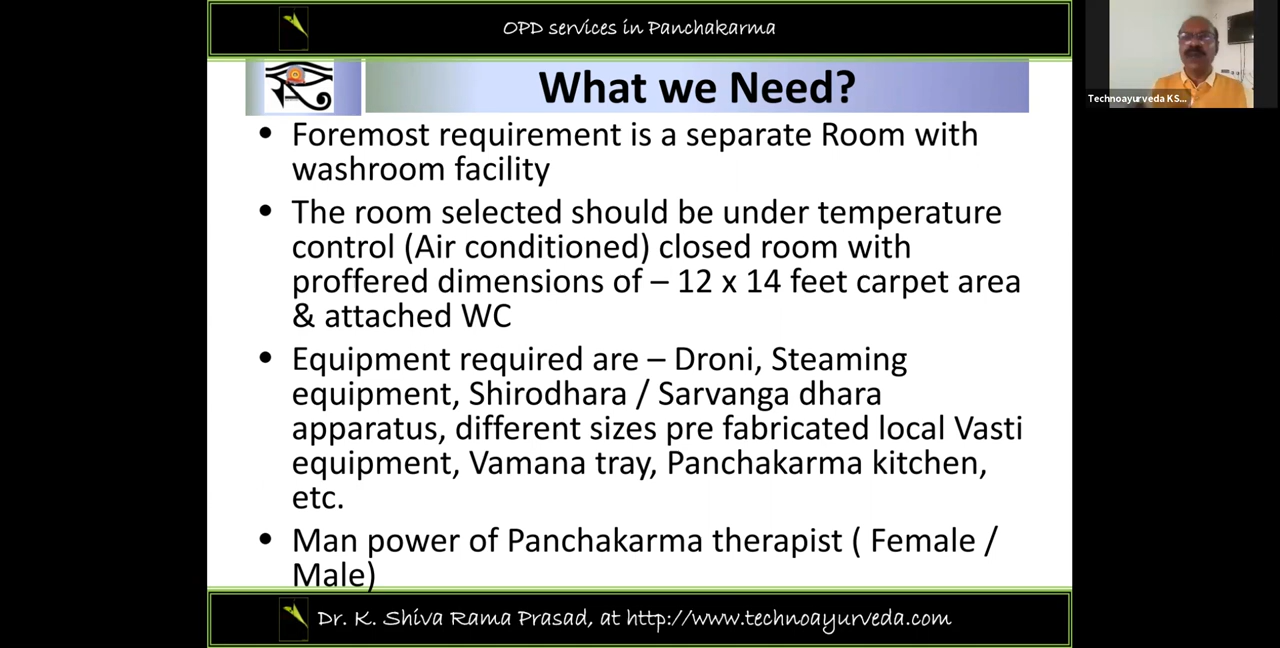 OPD services in Panchakarma
What we Need?
Technoayurveda KS...
• Foremost requirement is a separate Room with
washroom facility
• The room selected should be under temperature
control (Air conditioned) closed room with
proffered dimensions of – 12 x 14 feet carpet area
& attached WC
• Equipment required are – Droni, Steaming
equipment, Shirodhara / Sarvanga dhara
apparatus, different sizes pre fabricated local Vasti
equipment, Vamana tray, Panchakarma kitchen,
etc.
• Man power of Panchakarma therapist ( Female /
Male)
Dr. K. Shiva Rama Prasad, at http://www.technoayurveda.com